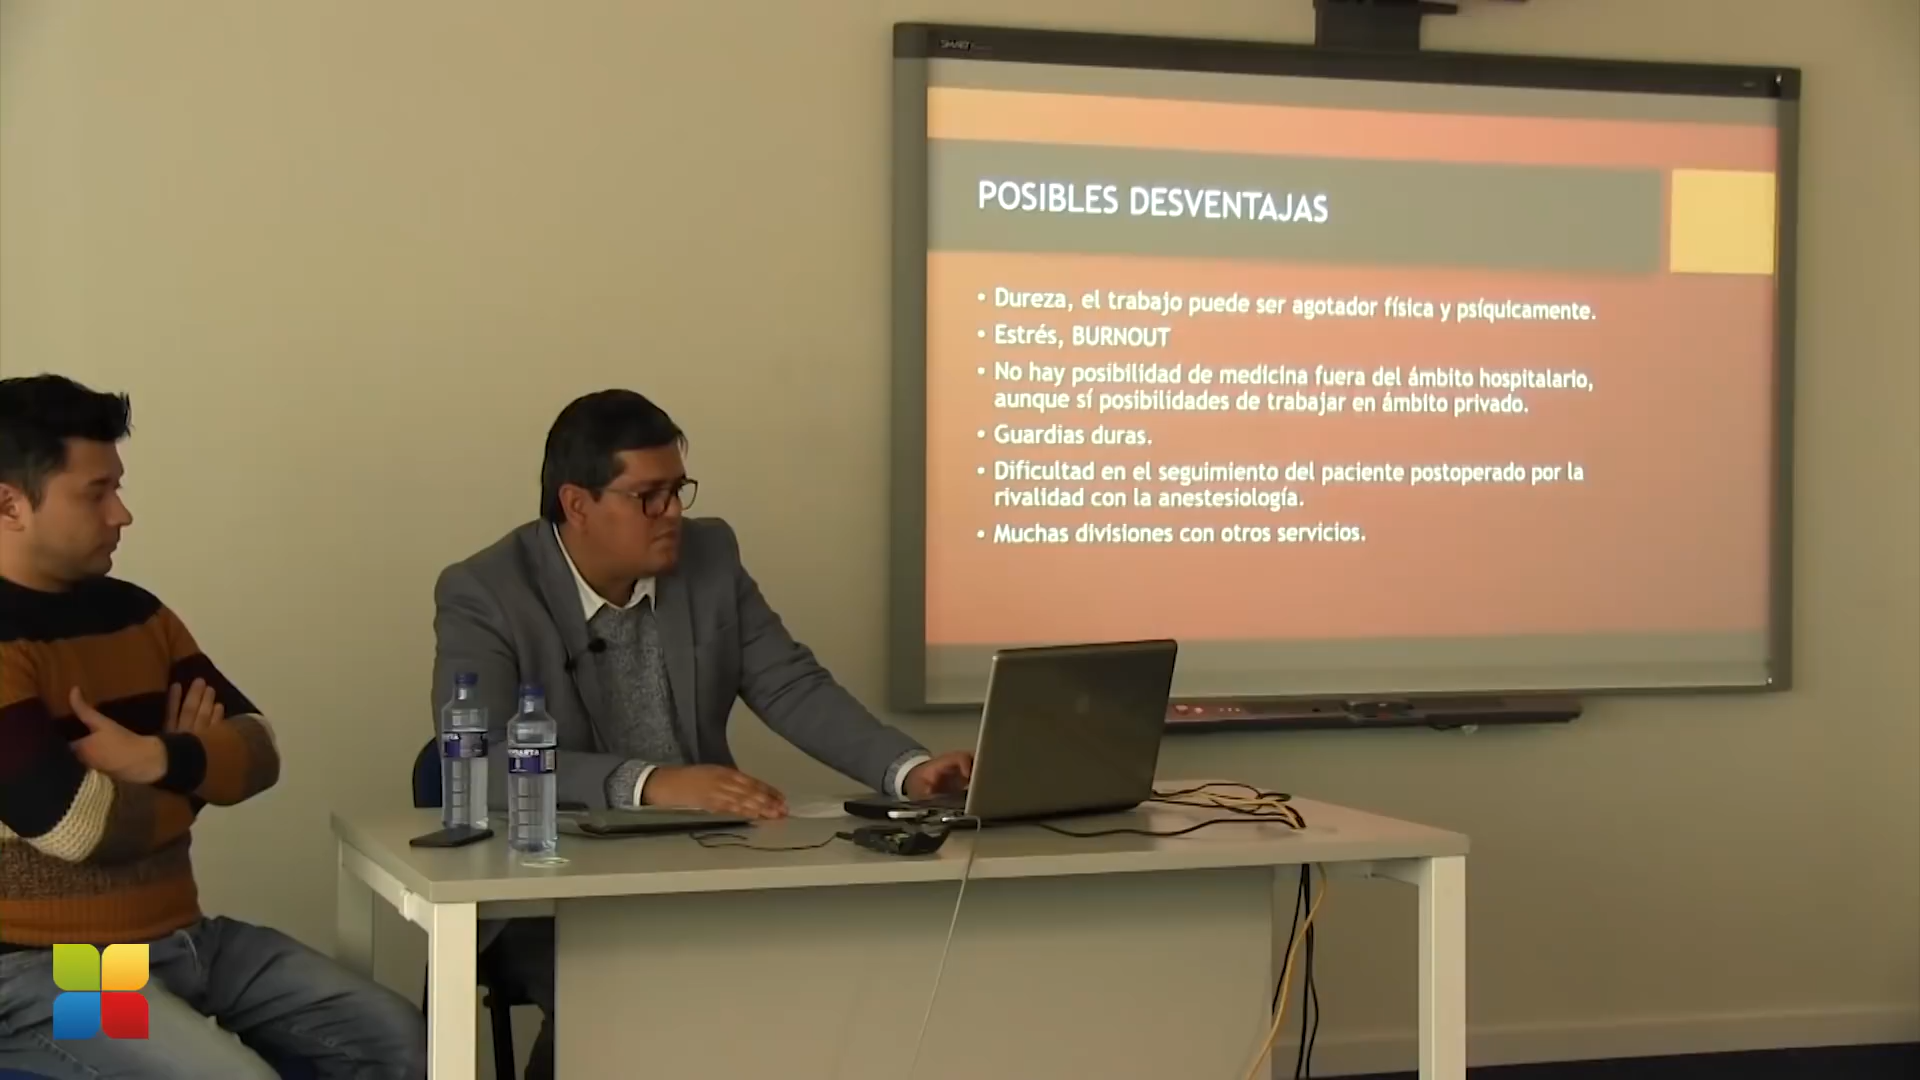 SMART
POSIBLES DESVENTAJAS
• Dureza, el trabajo puede ser agotador física y psíquicamente.
• Estrés, BURNOUT
• No hay posibilidad de medicina fuera del ámbito hospitalario,
aunque sí posibilidades de trabajar en ámbito privado.
• Guardias duras.
• Dificultad en el seguimiento del paciente postoperado por la
rivalidad con la anestesiología.
• Muchas divisiones con otros servicios.